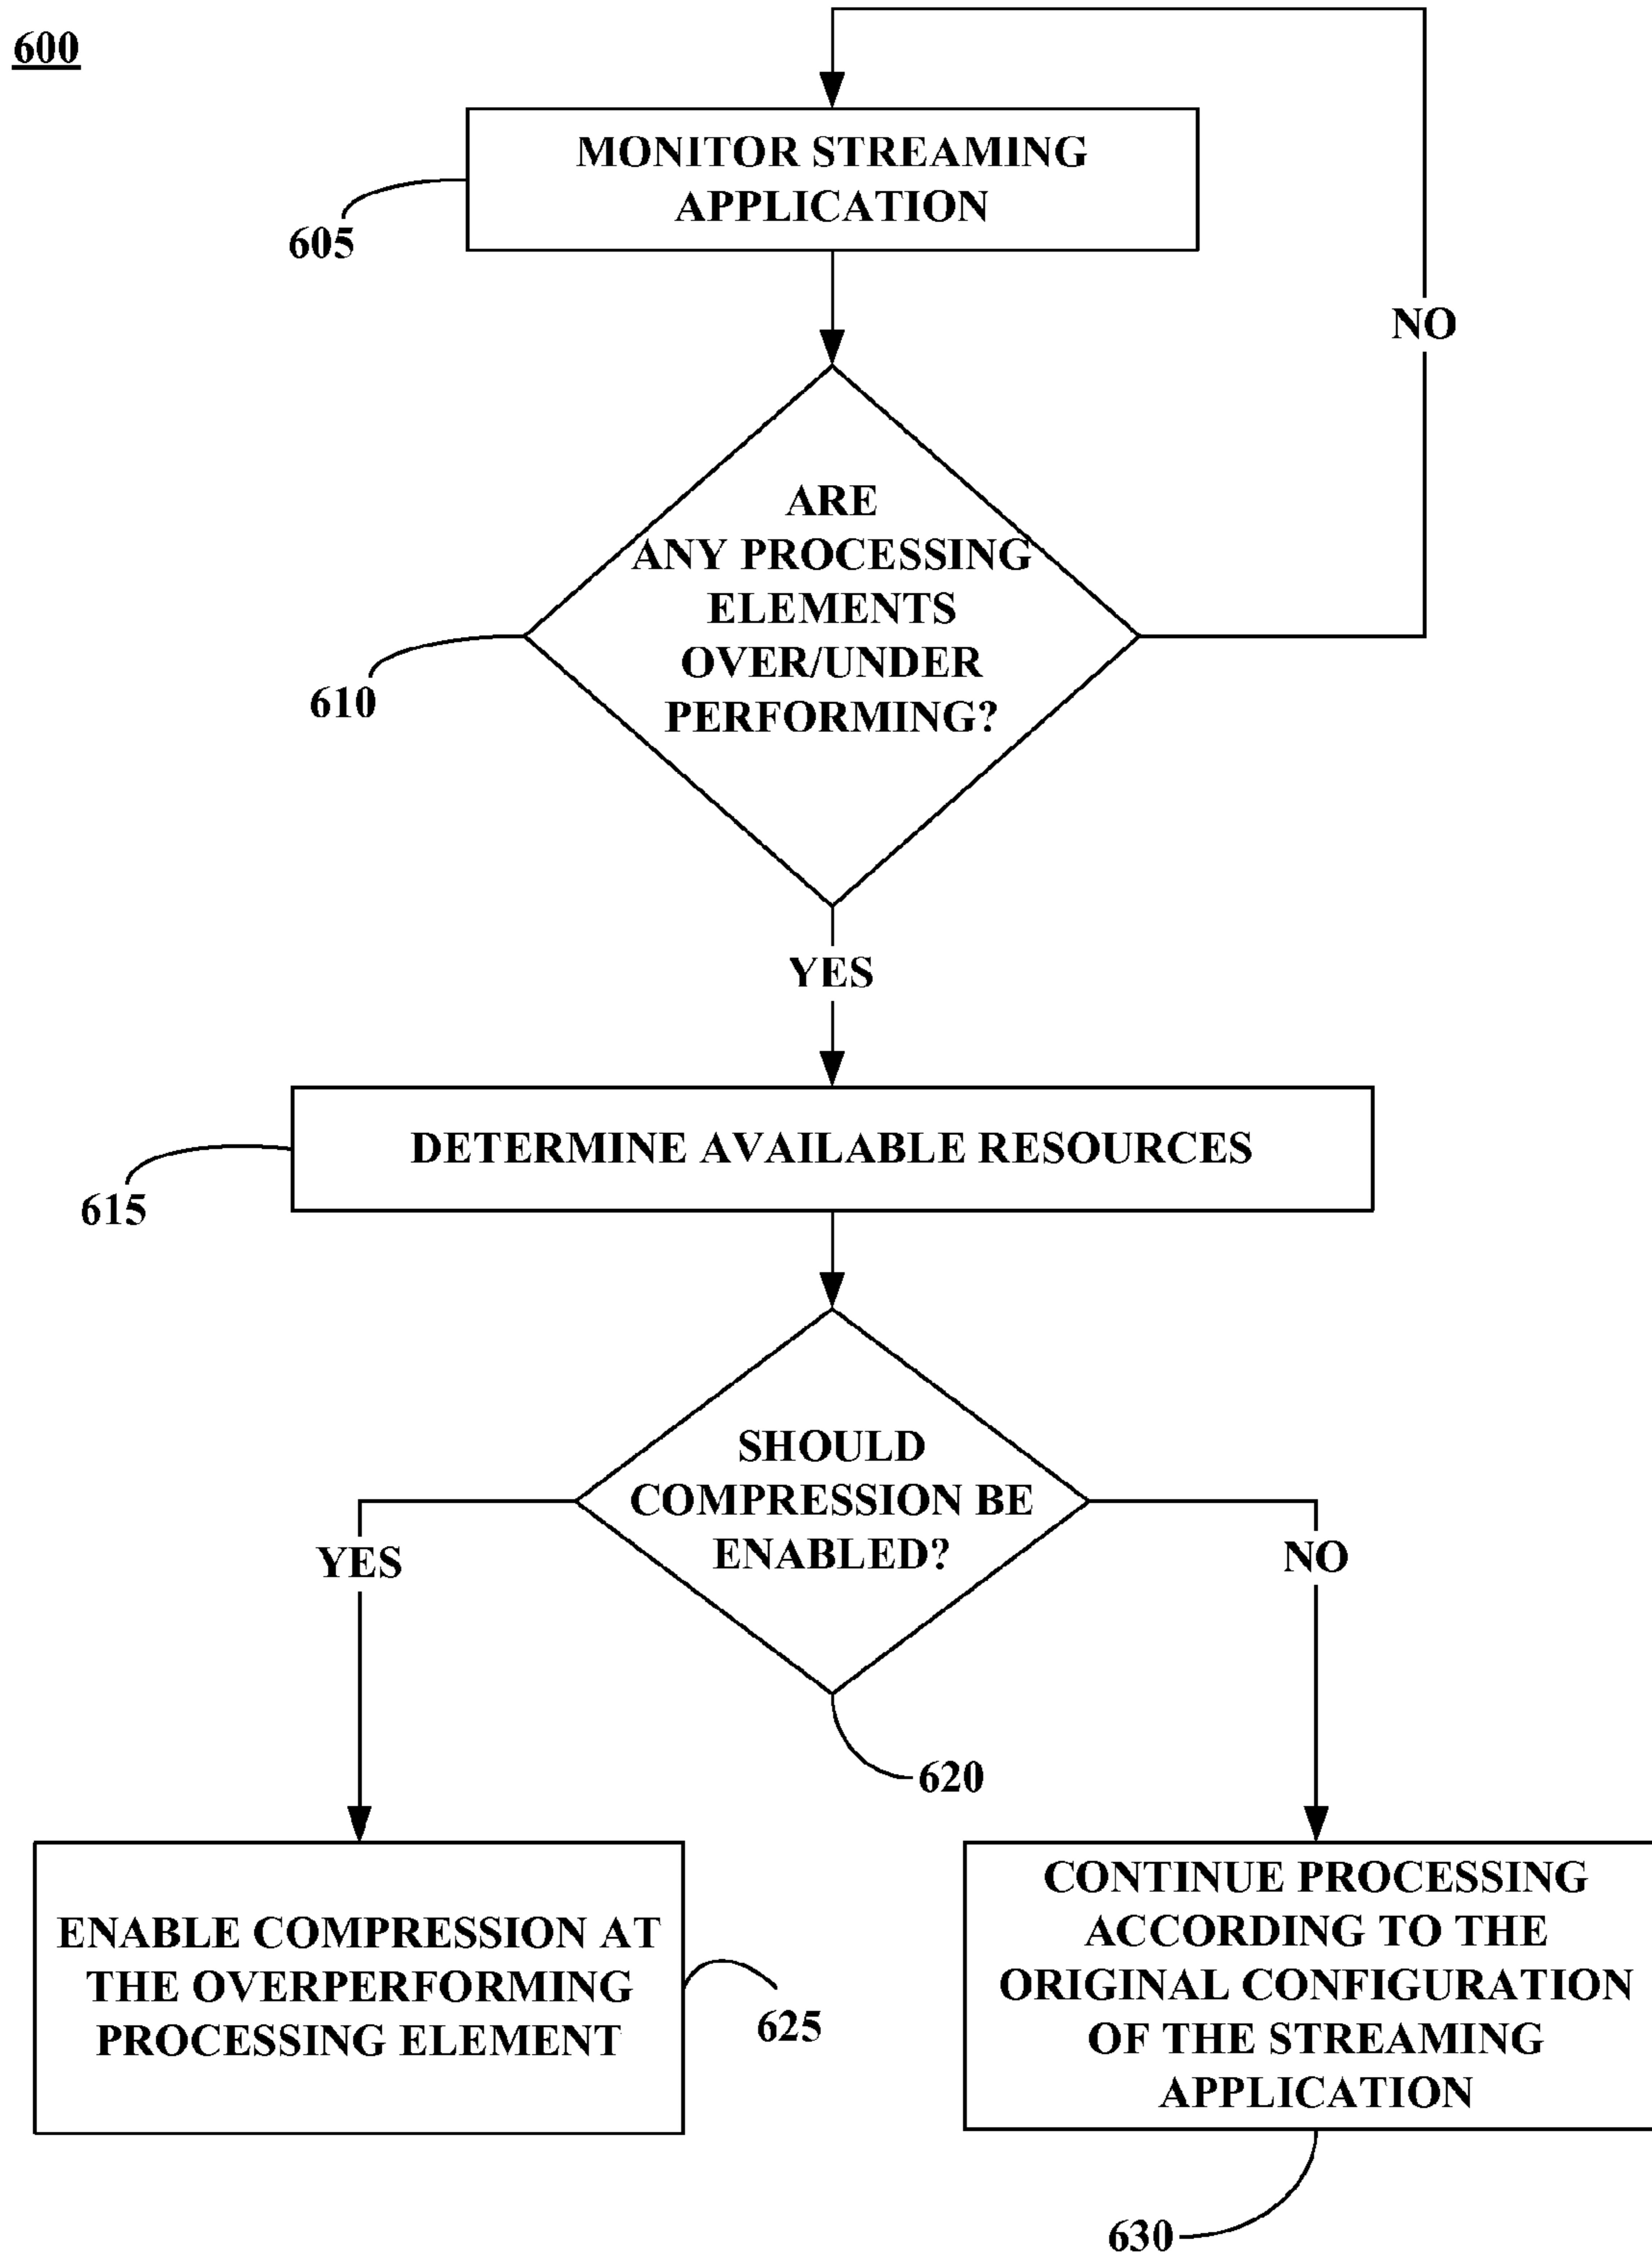 600
MONITOR STREAMING
APPLICATION
605
NO
ARE
ANY PROCESSING
ELEMENTS
OVER/UNDER
PERFORMING?
610
YES
DETERMINE AVAILABLE RESOURCES
615
SHOULD
COMPRESSION BE
ENABLED?
YES
NO
620
ENABLE COMPRESSION AT
THE OVERPERFORMING
PROCESSING ELEMENT
625
CONTINUE PROCESSING
ACCORDING TO THE
ORIGINAL CONFIGURATION
OF THE STREAMING
APPLICATION
630